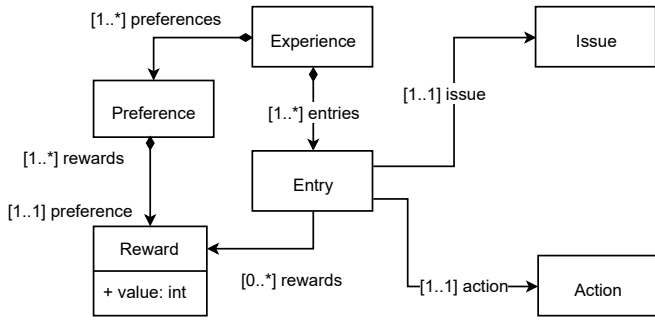 [1..*] preferences
Experience
Issue
[1..1] issue
Preference
[1..*] entries
[1..*] rewards
Entry
[1..1] preference
Reward
+ value: int
[0..*] rewards
[1..1] action
Action